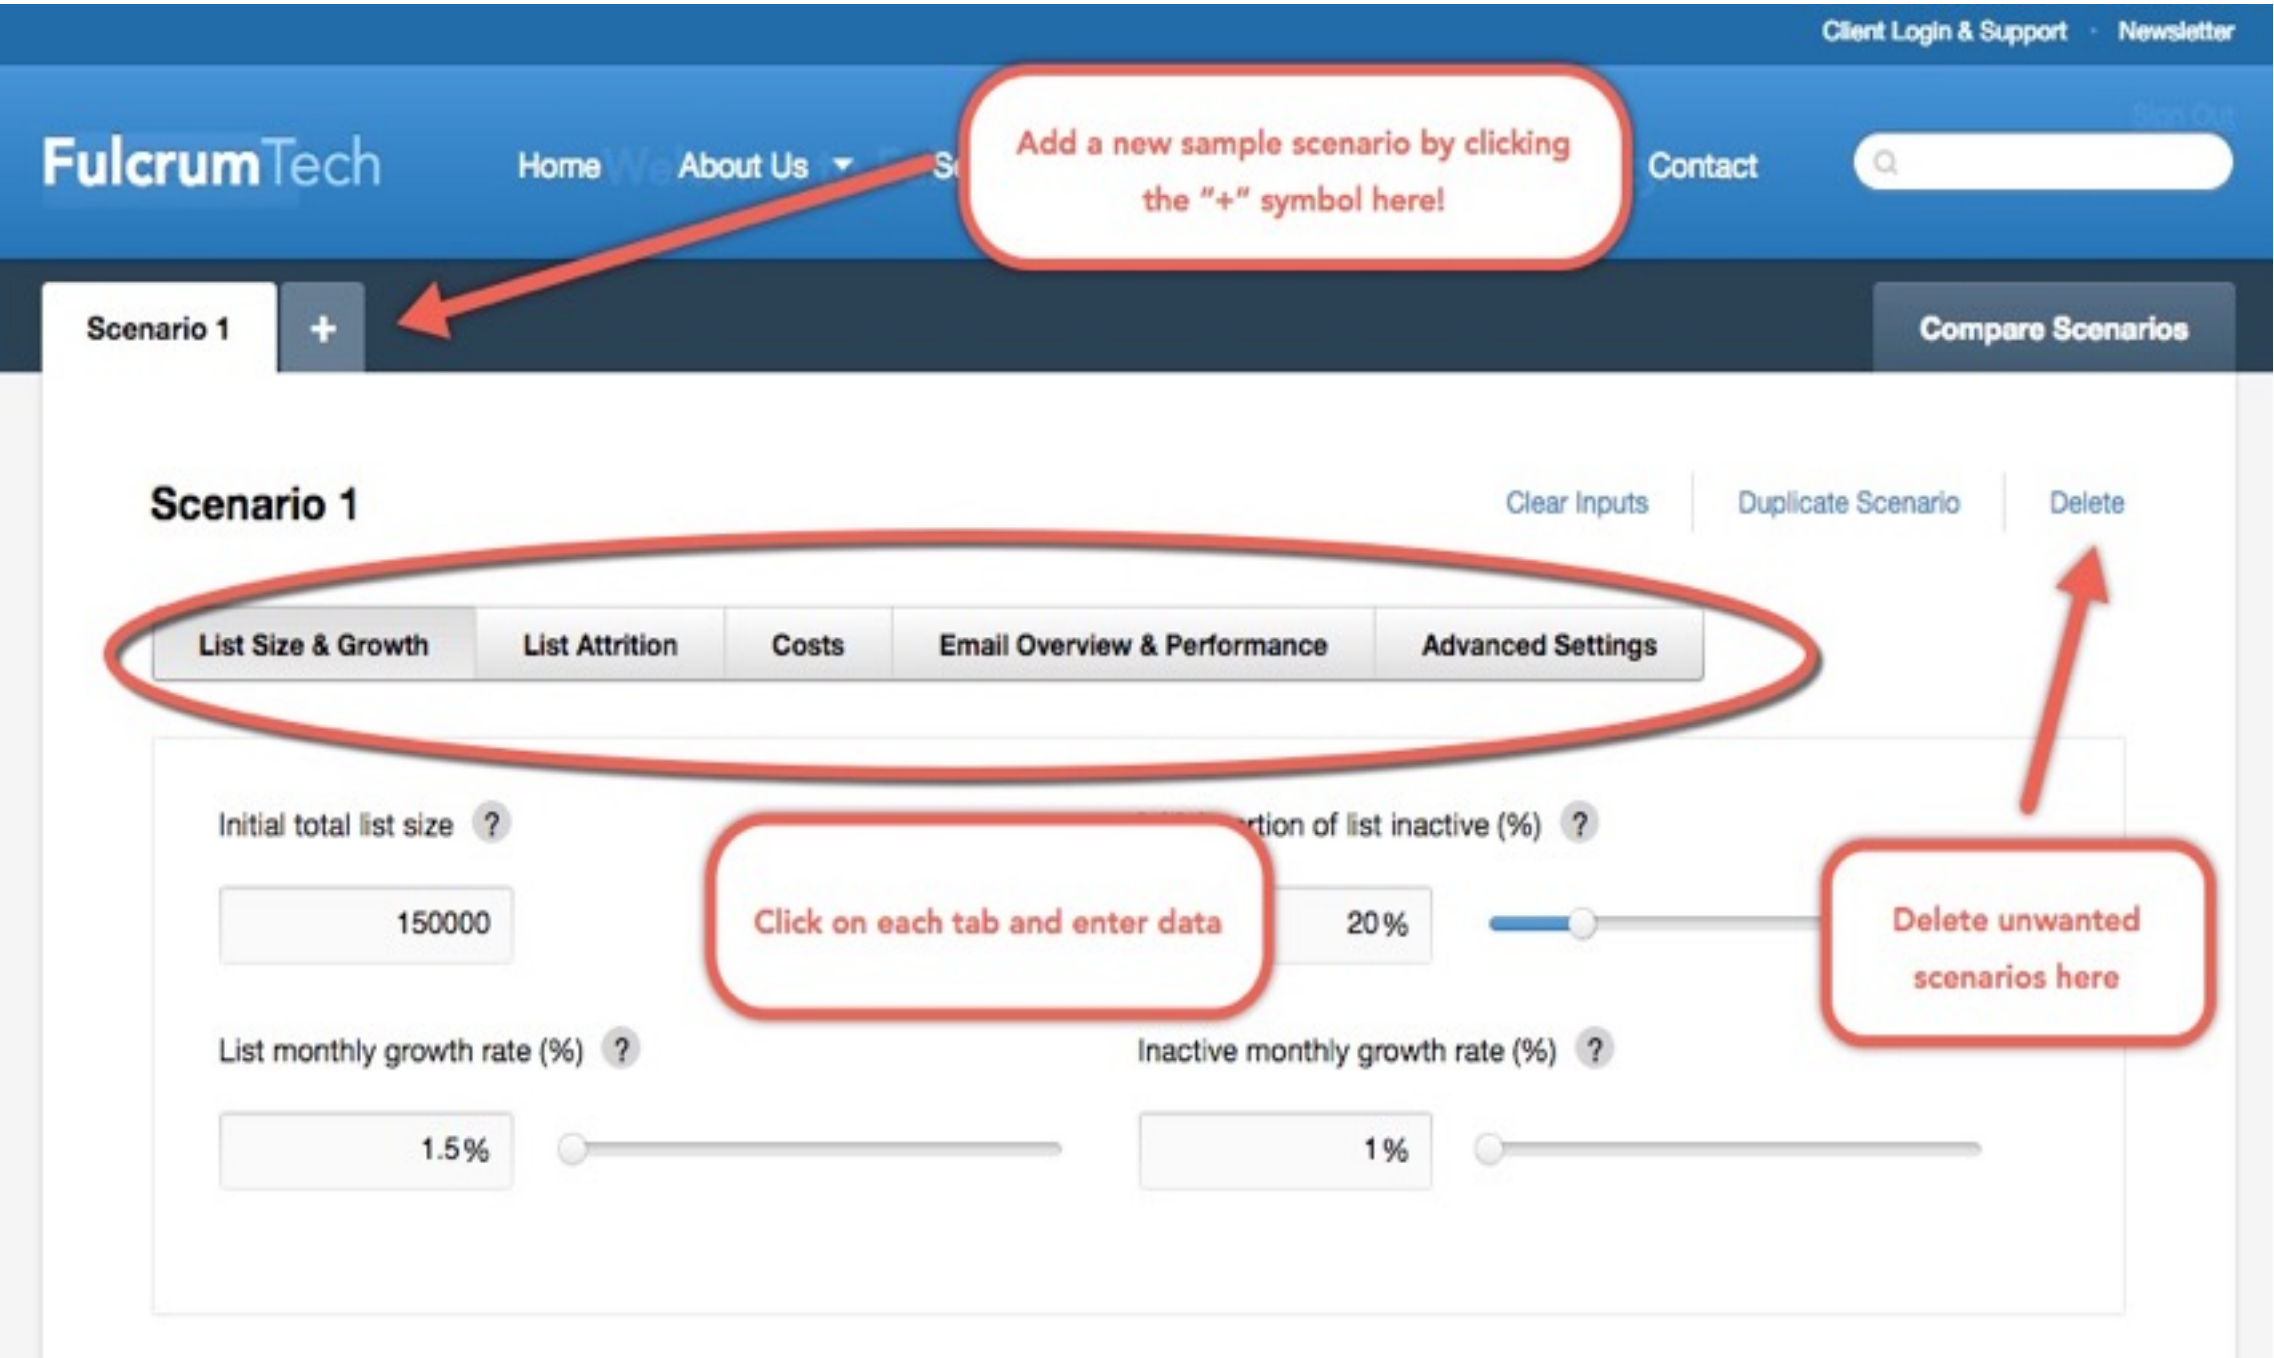 Client Login & Support · Newsletter
Sign Out
FulcrumTech Home About Us Contact
Add a new sample scenario by clicking
the "+" symbol here!
Scenario 1 + Compare Scenarios
Scenario 1 Clear Inputs Duplicate Scenario Delete
List Size & Growth List Attrition Costs Email Overview & Performance Advanced Settings
Initial total list size ? of list inactive (%) ?
150000 Click on each tab and enter data 20% Delete unwanted
scenarios here
List monthly growth rate (%) ? Inactive monthly growth rate (%) ?
1.5% 1%